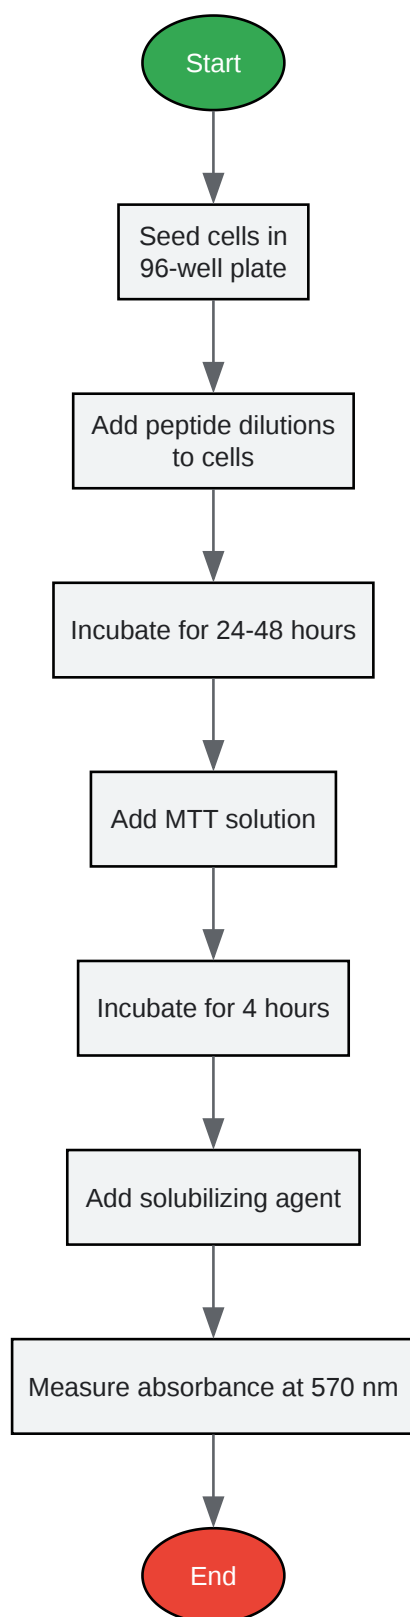 Start
Seed cells in
96-well plate
Add peptide dilutions
to cells
Incubate for 24-48 hours
Add MTT solution
Incubate for 4 hours
Add solubilizing agent
Measure absorbance at 570 nm
End